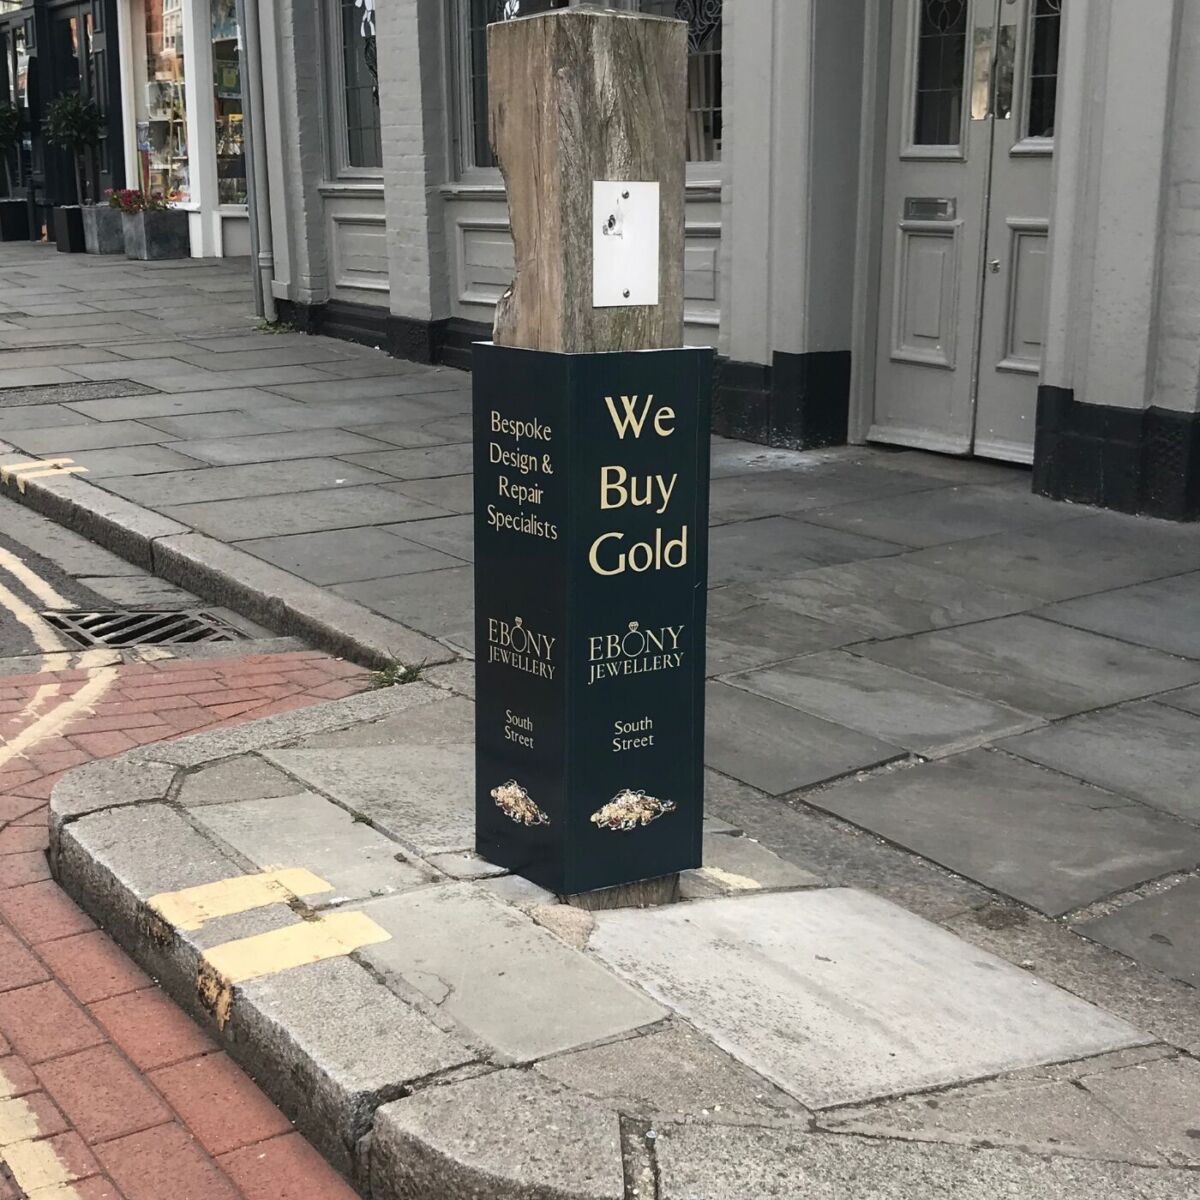 Bespoke
Design &
Repair
Specialists
EBONY
JEWELLERY
South
Street
We
Buy
Gold
EBONY
JEWELLERY
South
Street